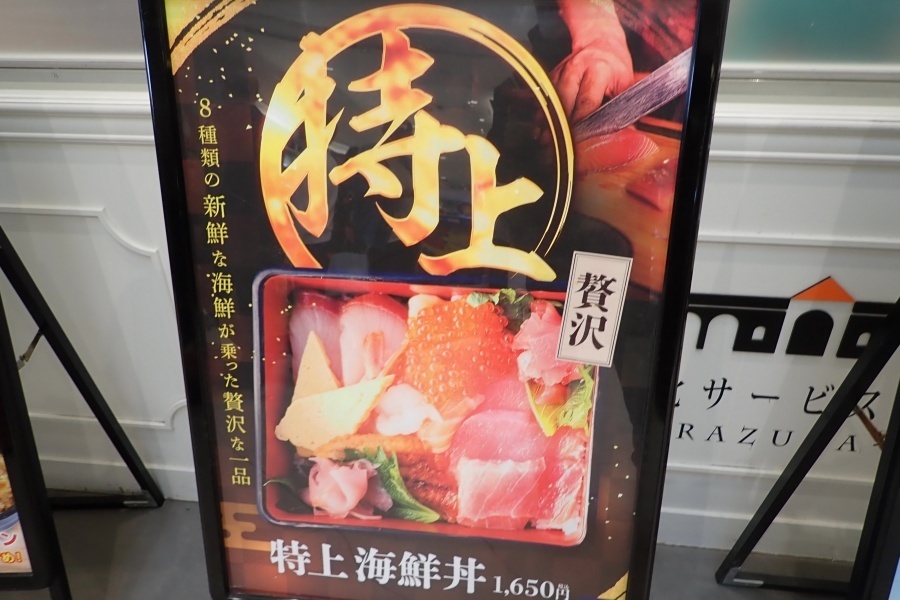 特上
8種類の新鮮な海鮮が乗った贅沢な一品
贅沢
特上海鮮丼 1,650円
サービス
RAZU